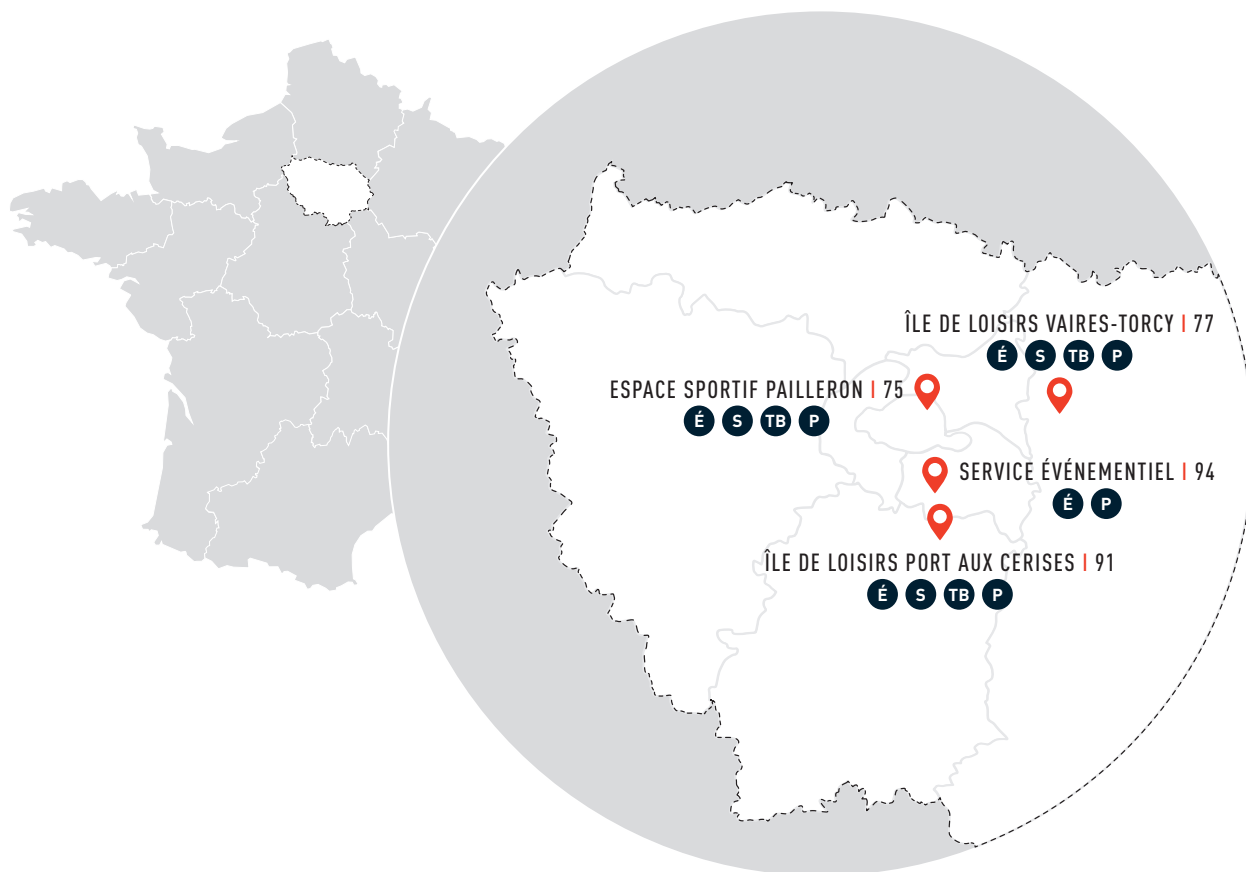 ÎLE DE LOISIRS VAIRES-TORCY | 77
É S TB P
ESPACE SPORTIF PAILLERON | 75
É S TB P
SERVICE ÉVÉNEMENTIEL | 94
É P
ÎLE DE LOISIRS PORT AUX CERISES | 91
É S TB P